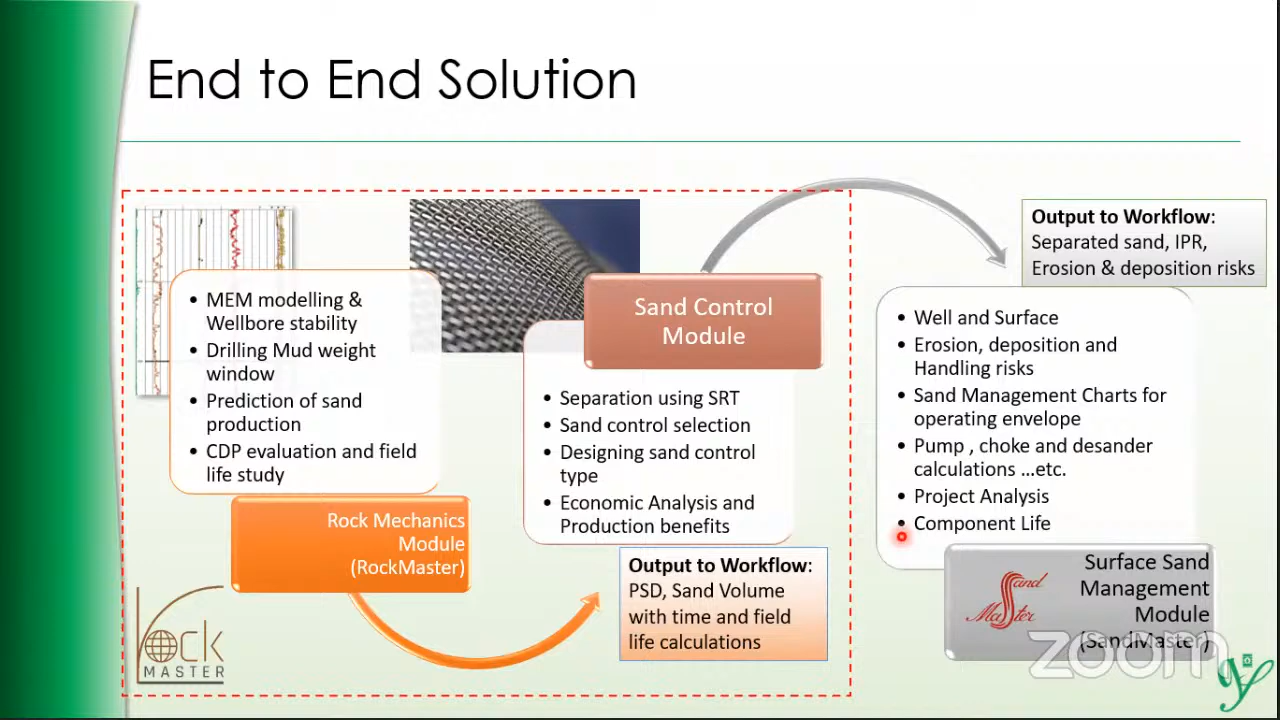 End to End Solution
• MEM modelling &
Wellbore stability
• Drilling Mud weight
window
• Prediction of sand
production
• CDP evaluation and field
life study
Rock Mechanics
Module
(RockMaster)
Rock
MASTER
Sand Control
Module
• Separation using SRT
• Sand control selection
• Designing sand control
type
• Economic Analysis and
Production benefits
Output to Workflow:
PSD, Sand Volume
with time and field
life calculations
Output to Workflow:
Separated sand, IPR,
Erosion & deposition risks
• Well and Surface
• Erosion, deposition and
Handling risks
• Sand Management Charts for
operating envelope
• Pump , choke and desander
calculations ...etc.
• Project Analysis
• Component Life
Surface Sand
Management
Module
(SandMaster)
Sand
Master
zoom